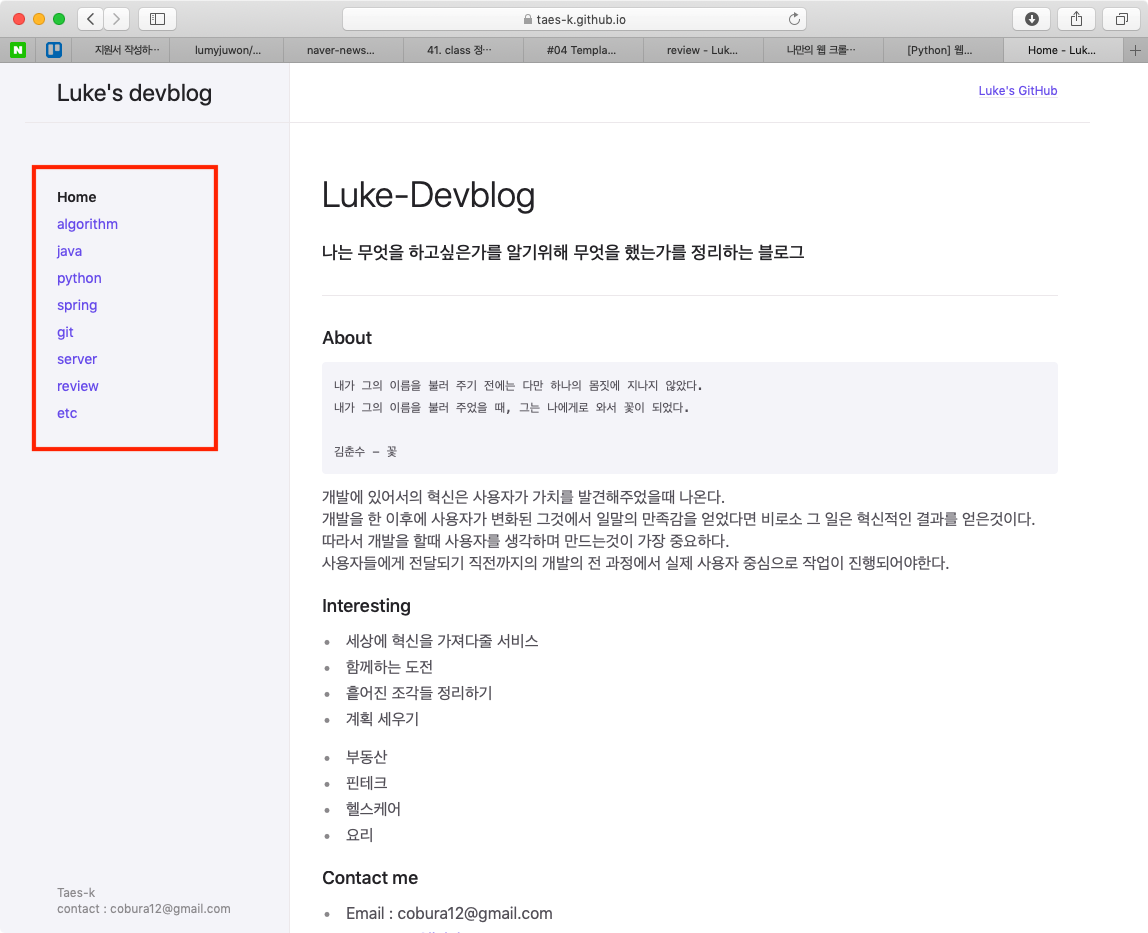 taes-k.github.io
N
지원서 작성하···
lumyjuwon/...
naver-news...
41. class 정···
#04 Templa...
review - Luk...
나만의 웹 크롤···
[Python] 웹...
Home - Luk...
Luke's devblog
Luke's GitHub
Home
algorithm
java
python
spring
git
server
review
etc
Luke-Devblog
나는 무엇을 하고싶은가를 알기위해 무엇을 했는가를 정리하는 블로그
About
내가 그의 이름을 불러 주기 전에는 다만 하나의 몸짓에 지나지 않았다.
내가 그의 이름을 불러 주었을 때, 그는 나에게로 와서 꽃이 되었다.
김춘수 – 꽃
개발에 있어서의 혁신은 사용자가 가치를 발견해주었을때 나온다.
개발을 한 이후에 사용자가 변화된 그것에서 일말의 만족감을 얻었다면 비로소 그 일은 혁신적인 결과를 얻은것이다.
따라서 개발을 할때 사용자를 생각하며 만드는것이 가장 중요하다.
사용자들에게 전달되기 직전까지의 개발의 전 과정에서 실제 사용자 중심으로 작업이 진행되어야한다.
Interesting
세상에 혁신을 가져다줄 서비스
함께하는 도전
흩어진 조각들 정리하기
계획 세우기
부동산
핀테크
헬스케어
요리
Contact me
Email : cobura12@gmail.com
Taes-k
contact : cobura12@gmail.com